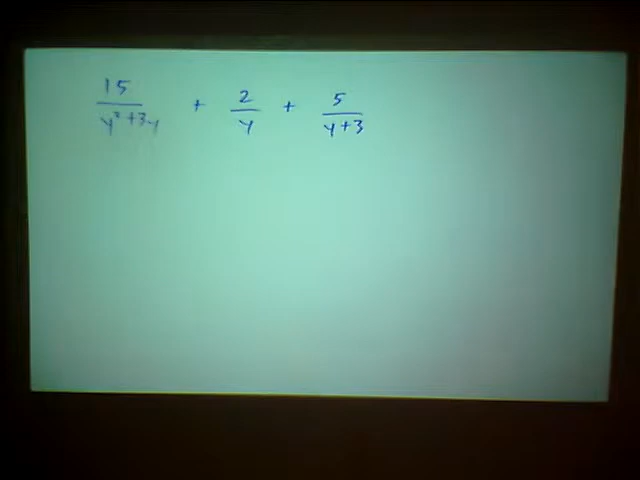 15/(y²+3y) + 2/y + 5/(y+3)